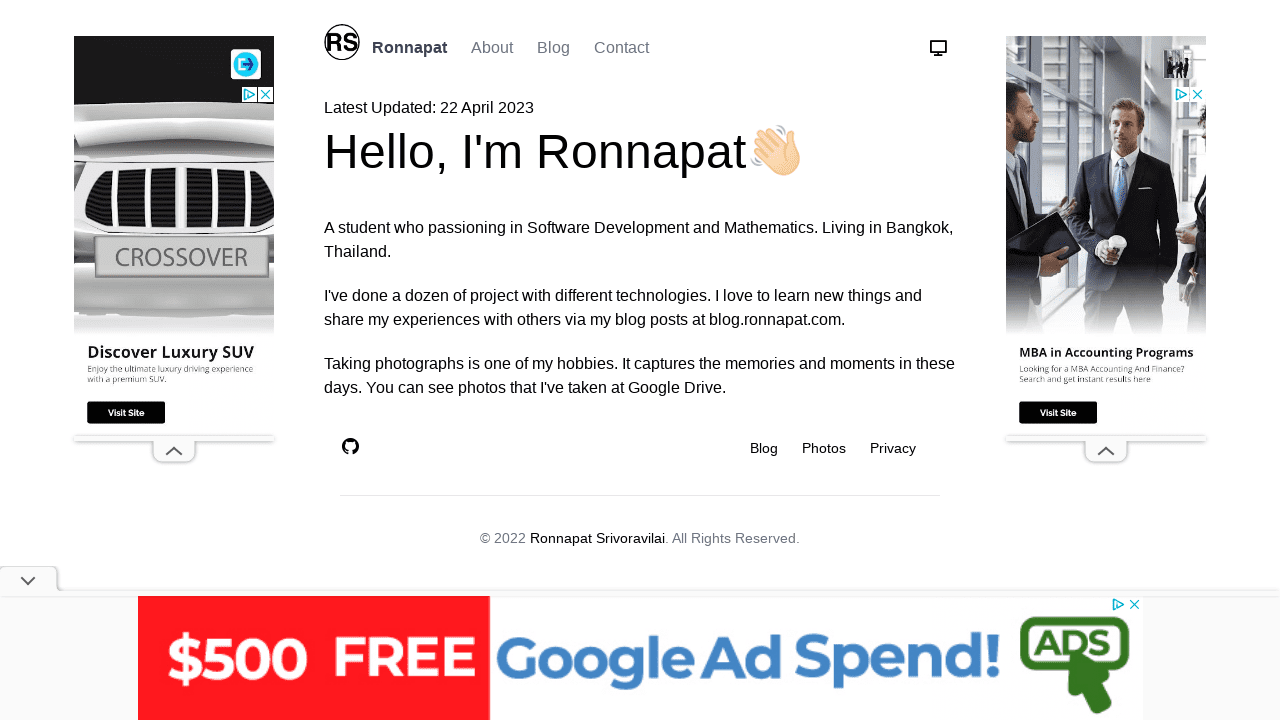 RS
Ronnapat About Blog Contact
Latest Updated: 22 April 2023
Hello, I'm Ronnapat
A student who passioning in Software Development and Mathematics. Living in Bangkok,
Thailand.
I've done a dozen of project with different technologies. I love to learn new things and
share my experiences with others via my blog posts at blog.ronnapat.com.
Taking photographs is one of my hobbies. It captures the memories and moments in these
days. You can see photos that I've taken at Google Drive.
Blog Photos Privacy
© 2022 Ronnapat Srivoravilai. All Rights Reserved.
CROSSOVER
Discover Luxury SUV
Enjoy the ultimate luxury driving experience
with a premium SUV.
Visit Site
MBA in Accounting Programs
Looking for a MBA Accounting And Finance?
Search and get instant results here
Visit Site
$500 FREE Google Ad Spend! ADS